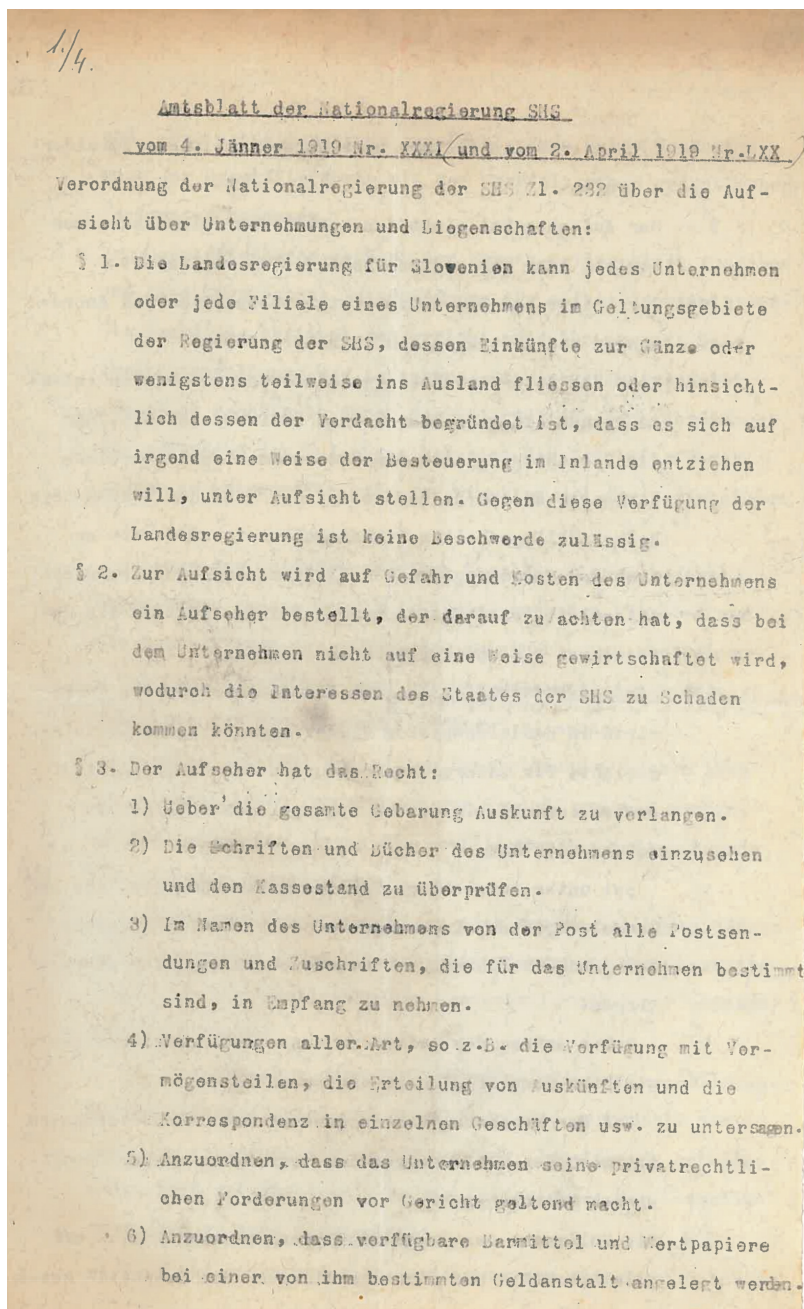 1./4.
Amtsblatt der Nationalregierung SHS
vom 4. Jänner 1919 Nr. XXXI/und vom 2. April 1919 Nr.LXX/
Verordnung der Nationalregierung der SHS Zl. 232 über die Auf-
sicht über Unternehmungen und Liegenschaften:
§ 1. Die Landesregierung für Slowenien kann jedes Unternehmen
oder jede Filiale eines Unternehmens im Geltungsgebiete
der Regierung der SHS, dessen Einkünfte zur Gänze oder
wenigstens teilweise ins Ausland fliessen oder hinsicht-
lich dessen der Verdacht begründet ist, dass es sich auf
irgend eine Weise der Besteuerung im Inlande entziehen
will, unter Aufsicht stellen. Gegen diese Verfügung der
Landesregierung ist keine Beschwerde zulässig.
§ 2. Zur Aufsicht wird auf Gefahr und Kosten des Unternehmens
ein Aufseher bestellt, der darauf zu achten hat, dass bei
dem Unternehmen nicht auf eine Weise gewirtschaftet wird,
wodurch die Interessen des Staates der SHS zu Schaden
kommen könnten.
§ 3. Der Aufseher hat das Recht:
1) Ueber die gesamte Gebarung Auskunft zu verlangen.
2) Die Schriften und Bücher des Unternehmens einzusehen
und den Kassestand zu überprüfen.
3) Im Namen des Unternehmens von der Post alle Postsen-
dungen und Zuschriften, die für das Unternehmen bestimmt
sind, in Empfang zu nehmen.
4) Verfügungen aller Art, so z.B. die Verfügung mit Ver-
mögensteilen, die Erteilung von Auskünften und die
Korrespondenz in einzelnen Geschäften usw. zu untersagen.
5) Anzuordnen, dass das Unternehmen seine privatrechtli-
chen Forderungen vor Gericht geltend macht.
6) Anzuordnen, dass verfügbare Barmittel und Wertpapiere
bei einer von ihm bestimmten Geldanstalt angelegt werden.